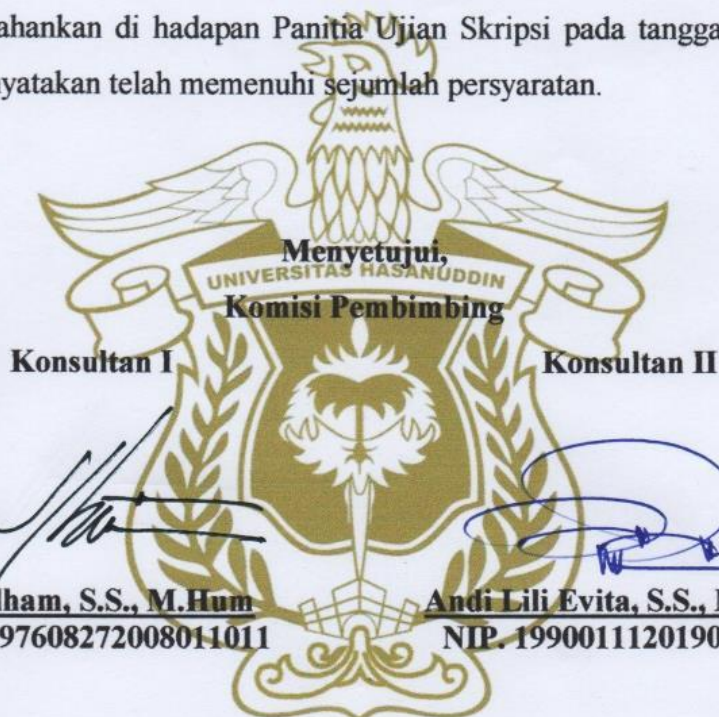 ahankan di hadapan Panitia Ujian Skripsi pada tangga
nyatakan telah memenuhi sejumlah persyaratan.
Menyetujui,
UNIVERSITAS HASANUDDIN
Komisi Pembimbing
Konsultan I Konsultan II
lham, S.S., M.Hum Andi Lili Evita, S.S.,
97608272008011011 NIP. 1990011120190